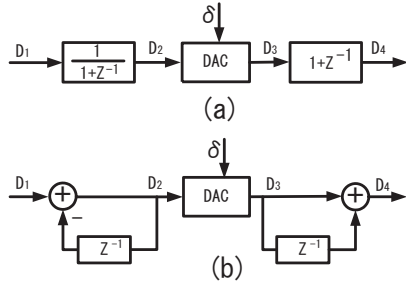 δ
D1 1 D2 DAC D3 1+Z-1 D4
1+Z-1
(a)
δ
D1 + D2 DAC D3 + D4
−
Z-1 Z-1
(b)